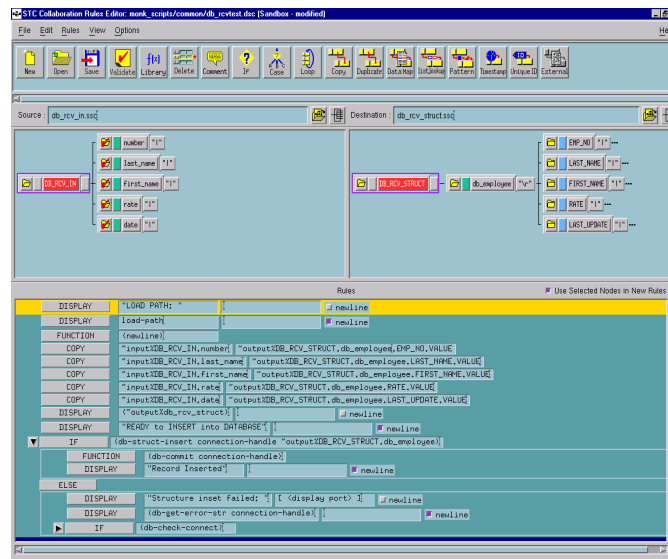 STC Collaboration Rules Editor: monk_scripts/common/db_rcvtest.dsc (Sandbox - modified)
File Edit Rules View Options He
New Open Save Validate Library Delete Comment If Case Loop Copy Duplicate Data Map List Lookup Pattern Timestamp Unique ID External
f(x) ? ID
Source : db_rcv_in.ssc Destination : db_rcv_struct.ssc
number "|" EMP_NO "|"
last_name "|" LAST_NAME "|"
DB_RCV_IN first_name "|" DB_RCV_STRUCT db_employee "\r" FIRST_NAME "|"
rate "|" RATE "|"
date "|" LAST_UPDATE "|"
Rules Use Selected Nodes in New Rules
DISPLAY "LOAD PATH: " [ newline
DISPLAY load-path [ newline
FUNCTION (newline)
COPY ~input%DB_RCV_IN.number ~output%DB_RCV_STRUCT.db_employee.EMP_NO.VALUE
COPY ~input%DB_RCV_IN.last_name ~output%DB_RCV_STRUCT.db_employee.LAST_NAME.VALUE
COPY ~input%DB_RCV_IN.first_name ~output%DB_RCV_STRUCT.db_employee.FIRST_NAME.VALUE
COPY ~input%DB_RCV_IN.rate ~output%DB_RCV_STRUCT.db_employee.RATE.VALUE
COPY ~input%DB_RCV_IN.date ~output%DB_RCV_STRUCT.db_employee.LAST_UPDATE.VALUE
DISPLAY (~output%DB_rcv_struct) [ newline
DISPLAY "READY to INSERT into DATABASE" [ newline
IF (db-struct-insert connection-handle ~output%DB_RCV_STRUCT.db_employee)
FUNCTION (db-commit connection-handle)
DISPLAY "Record Inserted" [ newline
ELSE
DISPLAY "Structure inset Failed: " [ <display port> ] newline
DISPLAY (db-get-error-str connection-handle) [ newline
IF (db-check-connect)